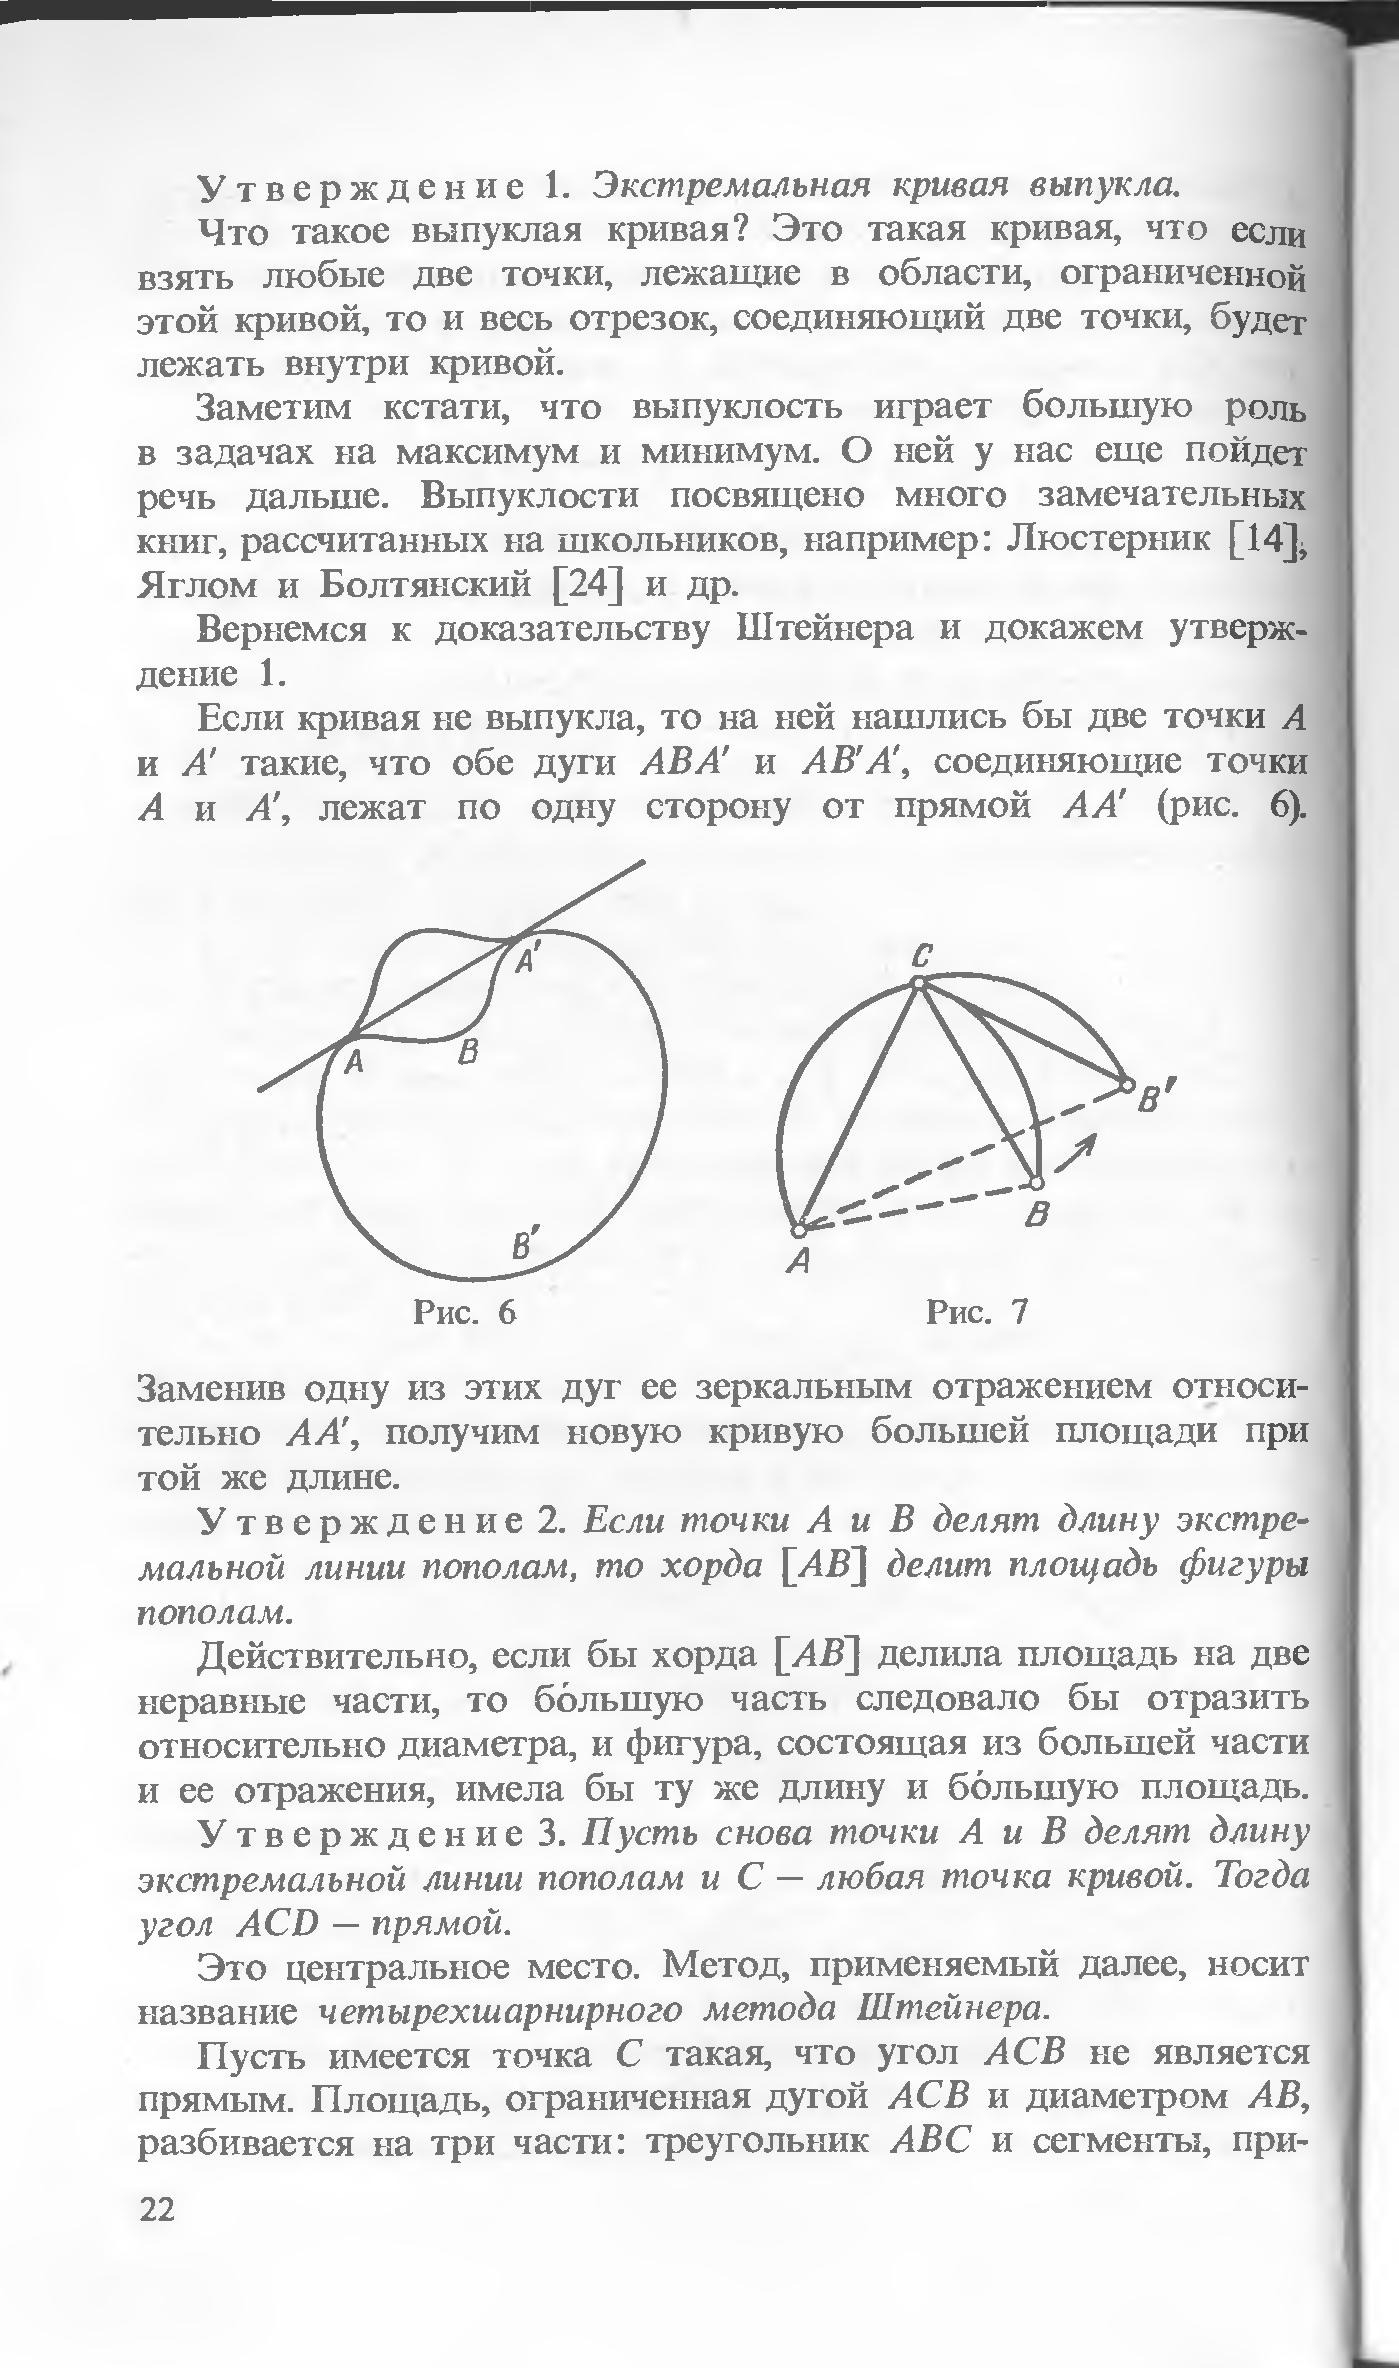 Утверждение 1. Экстремальная кривая выпукла.
Что такое выпуклая кривая? Это такая кривая, что если
взять любые две точки, лежащие в области, ограниченной
этой кривой, то и весь отрезок, соединяющий две точки, будет
лежать внутри кривой.
Заметим кстати, что выпуклость играет большую роль
в задачах на максимум и минимум. О ней у нас еще пойдет
речь дальше. Выпуклости посвящено много замечательных
книг, рассчитанных на школьников, например: Люстерник [14],
Яглом и Болтянский [24] и др.
Вернемся к доказательству Штейнера и докажем утверж-
дение 1.
Если кривая не выпукла, то на ней нашлись бы две точки A
и A' такие, что обе дуги ABA' и AB'A', соединяющие точки
A и A', лежат по одну сторону от прямой AA' (рис. 6).
A'
A
B
B'
Рис. 6
C
B'
B
A
Рис. 7
Заменив одну из этих дуг ее зеркальным отражением относи-
тельно AA', получим новую кривую большей площади при
той же длине.
Утверждение 2. Если точки A и B делят длину экстре-
мальной линии пополам, то хорда [AB] делит площадь фигуры
пополам.
Действительно, если бы хорда [AB] делила площадь на две
неравные части, то бо́льшую часть следовало бы отразить
относительно диаметра, и фигура, состоящая из большей части
и ее отражения, имела бы ту же длину и бо́льшую площадь.
Утверждение 3. Пусть снова точки A и B делят длину
экстремальной линии пополам и C — любая точка кривой. Тогда
угол ACD — прямой.
Это центральное место. Метод, применяемый далее, носит
название четырехшарнирного метода Штейнера.
Пусть имеется точка C такая, что угол ACB не является
прямым. Площадь, ограниченная дугой ACB и диаметром AB,
разбивается на три части: треугольник ABC и сегменты, при-
22